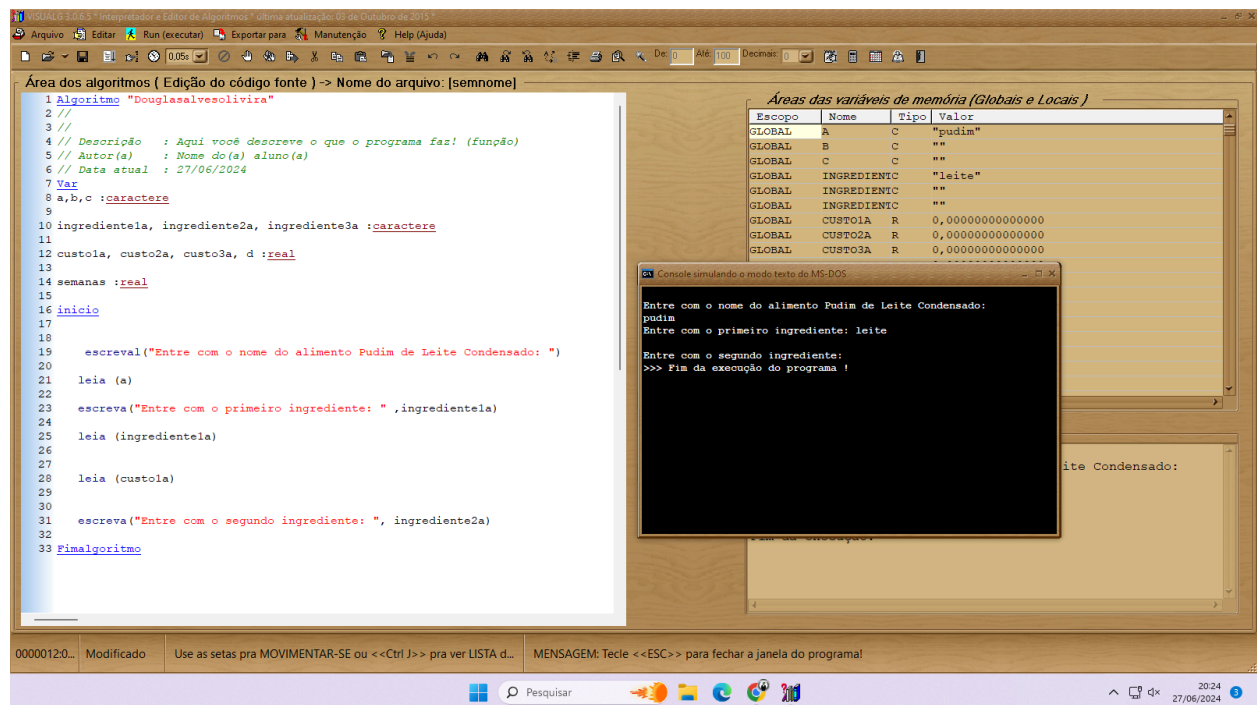 VISUALG 3.0.6.5 * Interpretador e Editor de Algoritmos * última atualização: 03 de Outubro de 2015 *
Arquivo Editar Run (executar) Exportar para Manutenção Help (Ajuda)
0.05s De: 0 Até: 100 Decimais: 0
Área dos algoritmos ( Edição do código fonte ) -> Nome do arquivo: [semnome]
1 Algoritmo "Douglasalvesolivira"
2 //
3 //
4 // Descrição : Aqui você descreve o que o programa faz! (função)
5 // Autor(a) : Nome do(a) aluno(a)
6 // Data atual : 27/06/2024
7 Var
8 a,b,c :caractere
9
10 ingrediente1a, ingrediente2a, ingrediente3a :caractere
11
12 custo1a, custo2a, custo3a, d :real
13
14 semanas :real
15
16 inicio
17
18
19 escreval("Entre com o nome do alimento Pudim de Leite Condensado: ")
20
21 leia (a)
22
23 escreva("Entre com o primeiro ingrediente: " ,ingrediente1a)
24
25 leia (ingrediente1a)
26
27
28 leia (custo1a)
29
30
31 escreva("Entre com o segundo ingrediente: ", ingrediente2a)
32
33 Fimalgoritmo
Áreas das variáveis de memória (Globais e Locais )
Escopo Nome Tipo Valor
GLOBAL A C "pudim"
GLOBAL B C ""
GLOBAL C C ""
GLOBAL INGREDIENTC "leite"
GLOBAL INGREDIENTC ""
GLOBAL INGREDIENTC ""
GLOBAL CUSTO1A R 0,00000000000000
GLOBAL CUSTO2A R 0,00000000000000
GLOBAL CUSTO3A R 0,00000000000000
Console simulando o modo texto do MS-DOS
Entre com o nome do alimento Pudim de Leite Condensado:
pudim
Entre com o primeiro ingrediente: leite
Entre com o segundo ingrediente:
>>> Fim da execução do programa !
ite Condensado:
Fim da execução.
0000012:0... Modificado Use as setas pra MOVIMENTAR-SE ou <<Ctrl J>> pra ver LISTA d... MENSAGEM: Tecle <<ESC>> para fechar a janela do programa!
Pesquisar
20:24
27/06/2024
3